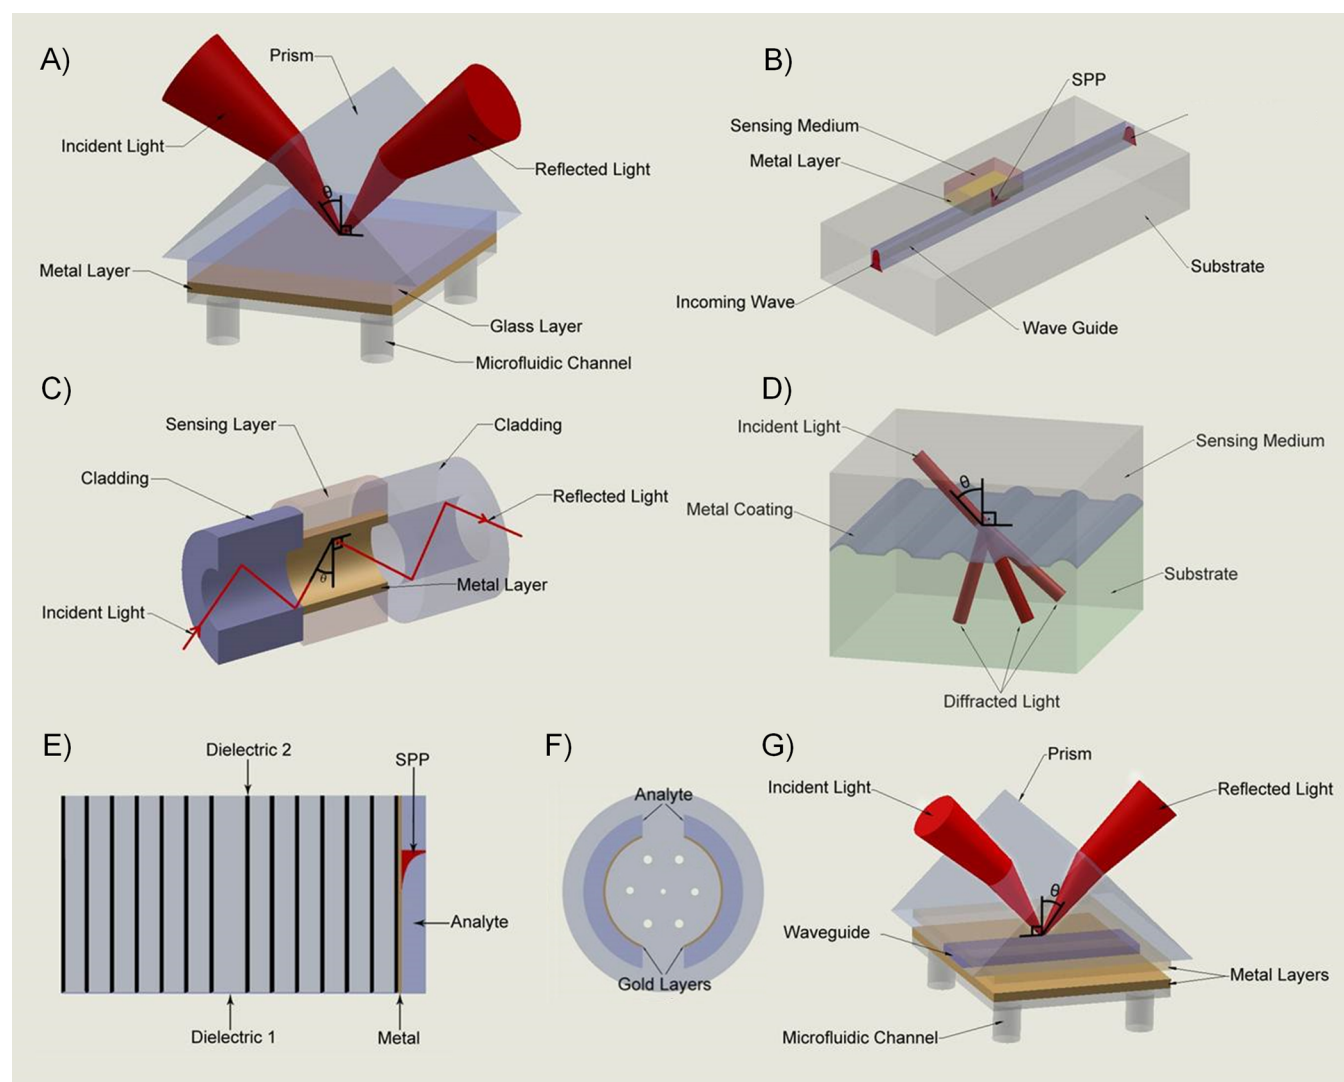 A)
Prism
Incident Light
Reflected Light
θ
Metal Layer
Glass Layer
Microfluidic Channel
B)
SPP
Sensing Medium
Metal Layer
Substrate
Incoming Wave
Wave Guide
C)
Sensing Layer
Cladding
Cladding
Reflected Light
θ
Metal Layer
Incident Light
D)
Incident Light
Sensing Medium
θ
Metal Coating
Substrate
Diffracted Light
E)
Dielectric 2
SPP
Analyte
Dielectric 1
Metal
F)
Analyte
Gold Layers
G)
Prism
Incident Light
Reflected Light
θ
Waveguide
Metal Layers
Microfluidic Channel